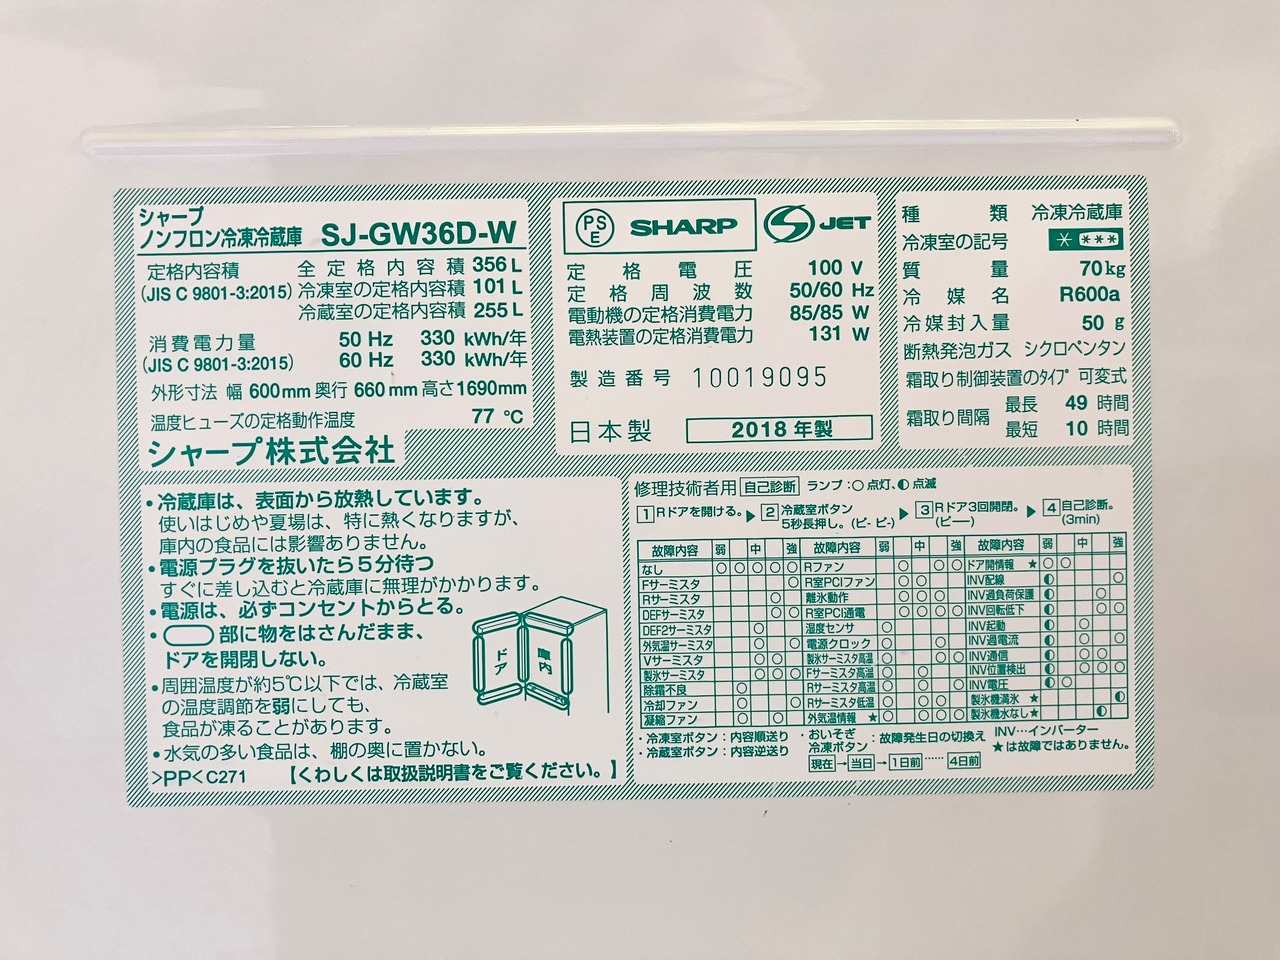 シャープ
ノンフロン冷凍冷蔵庫 SJ-GW36D-W
定格内容積 全定格内容積 356 L
(JIS C 9801-3:2015) 冷凍室の定格内容積 101 L
冷蔵室の定格内容積 255 L
消費電力量 50 Hz 330 kWh/年
(JIS C 9801-3:2015) 60 Hz 330 kWh/年
外形寸法 幅 600mm 奥行 660mm 高さ 1690mm
温度ヒューズの定格動作温度 77 ℃
シャープ株式会社
PSE SHARP JET
定格電圧 100 V
定格周波数 50/60 Hz
電動機の定格消費電力 85/85 W
電熱装置の定格消費電力 131 W
製造番号 10019095
日本製 2018年製
種類 冷凍冷蔵庫
冷凍室の記号 * ***
質量 70kg
冷媒名 R600a
冷媒封入量 50 g
断熱発泡ガス シクロペンタン
霜取り制御装置のタイプ 可変式
霜取り間隔 最長 49 時間
最短 10 時間
・冷蔵庫は、表面から放熱しています。
使いはじめや夏場は、特に熱くなりますが、
庫内の食品には影響ありません。
・電源プラグを抜いたら5分待つ
すぐに差し込むと冷蔵庫に無理がかかります。
・電源は、必ずコンセントからとる。
・部に物をはさんだまま、
ドアを開閉しない。
・周囲温度が約5℃以下では、冷蔵室
の温度調節を弱にしても、
食品が凍ることがあります。
・水気の多い食品は、棚の奥に置かない。
>PP< C271 【くわしくは取扱説明書をご覧ください。】
ドア 庫内
修理技術者用 自己診断 ランプ:○点灯、◐点滅
1 Rドアを開ける。▶ 2 冷蔵室ボタン 5秒長押し。(ピ- ピ-) ▶ 3 Rドア3回開閉。(ピー) ▶ 4 自己診断。(3min)
故障内容 弱 中 強 故障内容 弱 中 強 故障内容 弱 中 強
なし ○ ○ ○ ○ ○ Rファン ○ ○ ○ ドア開情報 ★ ○ ○
Fサーミスタ ○ R室PCIファン ○ ○ INV配線 ◐ ○
Rサーミスタ ○ 離氷動作 ○ ○ ○ INV過負荷保護 ◐ ○
DEFサーミスタ ○ ○ R室PCI通電 ○ ○ ○ ○ INV回転低下 ◐ ○ ○
DEF2サーミスタ ○ 湿度センサ ○ INV起動 ◐ ○
外気温サーミスタ ○ ○ 電源クロック ○ ○ INV過電流 ◐ ○ ○
Vサーミスタ ○ ○ 製氷サーミスタ高温 ○ ○ ○ INV通信 ◐ ○ ○
○ ○ ○ Fサーミスタ高温 ○ ○ INV位置検出 ◐ ○ ○ ○
除霜不良 ○ Rサーミスタ高温 ○ ○ ○ INV電圧 ◐ ○
冷却ファン ○ ○ Rサーミスタ低温 ○ ○ 製氷機満氷 ★ ◐
凝縮ファン ○ ○ 外気温情報 ★ ○ ○ ○ ○ 製氷機水なし ★ ◐
・冷凍室ボタン:内容順送り
・冷蔵室ボタン:内容逆送り
・おいそぎ冷凍ボタン:故障発生日の切換え
現在→当日→1日前……4日前
INV…インバーター
★は故障ではありません。